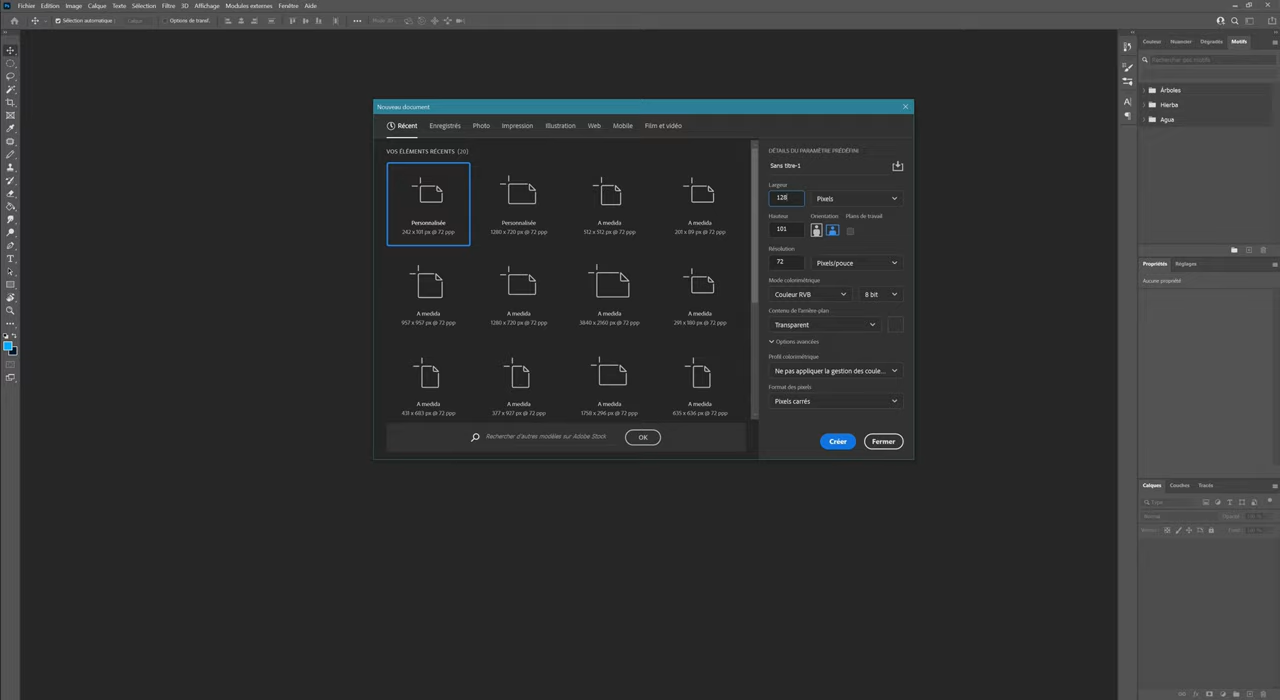 Fichier Edition Image Calque Texte Sélection Filtre 3D Affichage Modules externes Fenêtre Aide
Sélection automatique : Calque Options de transf.
Couleur Nuancier Dégradés Motifs
Rechercher des motifs
Árboles
Hierba
Agua
Nouveau document
Récent Enregistrés Photo Impression Illustration Web Mobile Film et vidéo
VOS ÉLÉMENTS RÉCENTS (20)
Personnalisée
242 x 101 px @ 72 ppp
Personnalisée
1280 x 720 px @ 72 ppp
A medida
512 x 512 px @ 72 ppp
A medida
201 x 89 px @ 72 ppp
A medida
957 x 957 px @ 72 ppp
A medida
1280 x 720 px @ 72 ppp
A medida
3840 x 2160 px @ 72 ppp
A medida
291 x 180 px @ 72 ppp
A medida
431 x 683 px @ 72 ppp
A medida
377 x 927 px @ 72 ppp
A medida
1758 x 296 px @ 72 ppp
A medida
635 x 636 px @ 72 ppp
Rechercher d'autres modèles sur Adobe Stock
OK
DÉTAILS DU PARAMÈTRE PRÉDÉFINI
Sans titre-1
Largeur
128 Pixels
Hauteur Orientation Plans de travail
101
Résolution
72 Pixels/pouce
Mode colorimétrique
Couleur RVB 8 bit
Contenu de l'arrière-plan
Transparent
Options avancées
Profil colorimétrique
Ne pas appliquer la gestion des coule...
Format des pixels
Pixels carrés
Créer Fermer
Propriétés Réglages
Aucune propriété
Calques Couches Tracés
Type
Normal